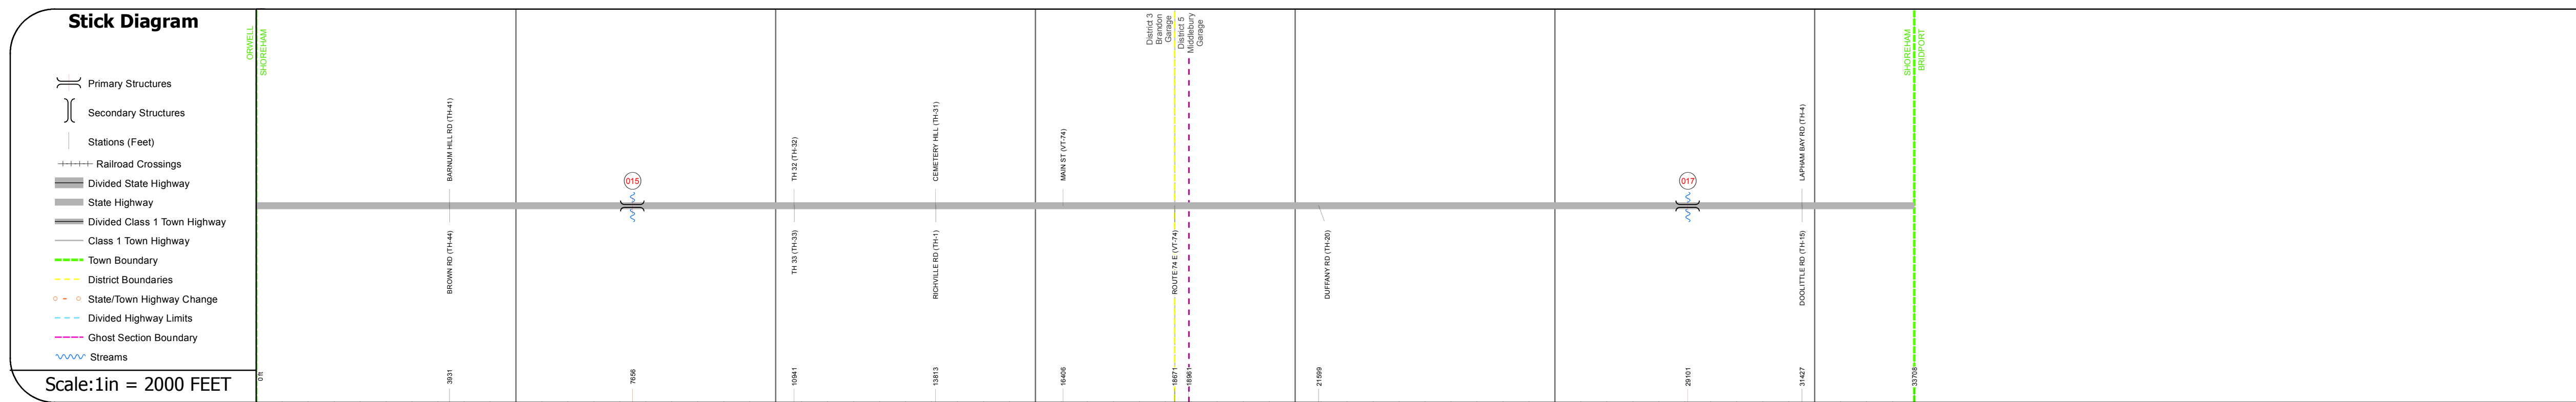 Stick Diagram
Primary Structures
Secondary Structures
Stations (Feet)
Railroad Crossings
Divided State Highway
State Highway
Divided Class 1 Town Highway
Class 1 Town Highway
Town Boundary
District Boundaries
State/Town Highway Change
Divided Highway Limits
Ghost Section Boundary
Streams
Scale:1in = 2000 FEET
ORWELL
SHOREHAM
District 3
Brandon
Garage
District 5
Middlebury
Garage
SHOREHAM
BRIDPORT
BARNUM HILL RD (TH-41)
015
TH 32 (TH-32)
CEMETERY HILL (TH-31)
MAIN ST (VT-74)
017
LAPHAM BAY RD (TH-4)
BROWN RD (TH-44)
TH 33 (TH-33)
RICHVILLE RD (TH-1)
ROUTE 74 E (VT-74)
DUFFANY RD (TH-20)
DOOLITTLE RD (TH-15)
0 ft
3931
7656
10941
13813
16406
18671
18961
21599
29101
31427
33708